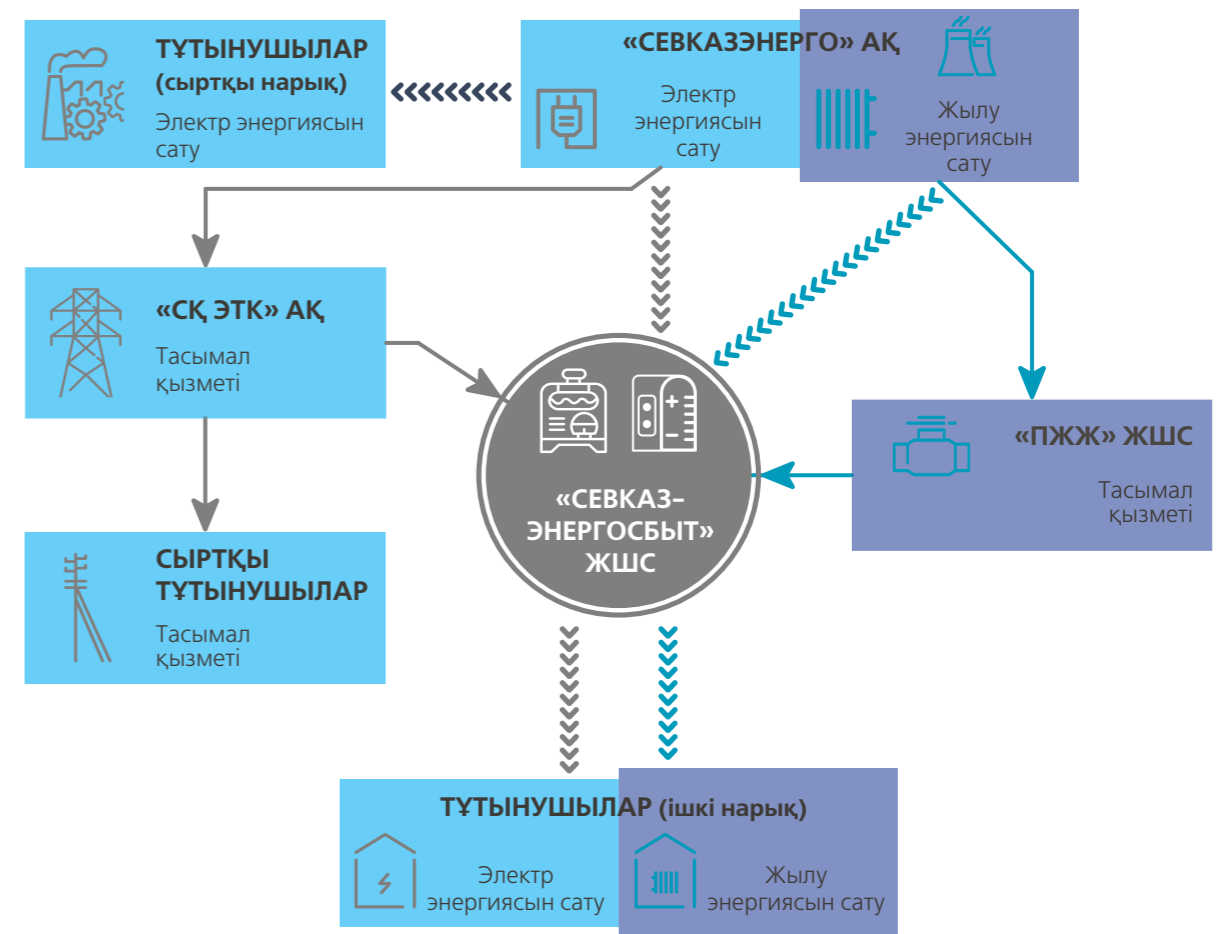 ТҰТЫНУШЫЛАР
(сыртқы нарық)
Электр энергиясын
сату
«СЕВКАЗЭНЕРГО» АҚ
Электр
энергиясын
сату
Жылу
энергиясын
сату
«СҚ ЭТК» АҚ
Тасымал
қызметі
«ПЖЖ» ЖШС
Тасымал
қызметі
«СЕВКАЗ-
ЭНЕРГОСБЫТ»
ЖШС
СЫРТҚЫ
ТҰТЫНУШЫЛАР
Тасымал
қызметі
ТҰТЫНУШЫЛАР (ішкі нарық)
Электр
энергиясын сату
Жылу
энергиясын сату